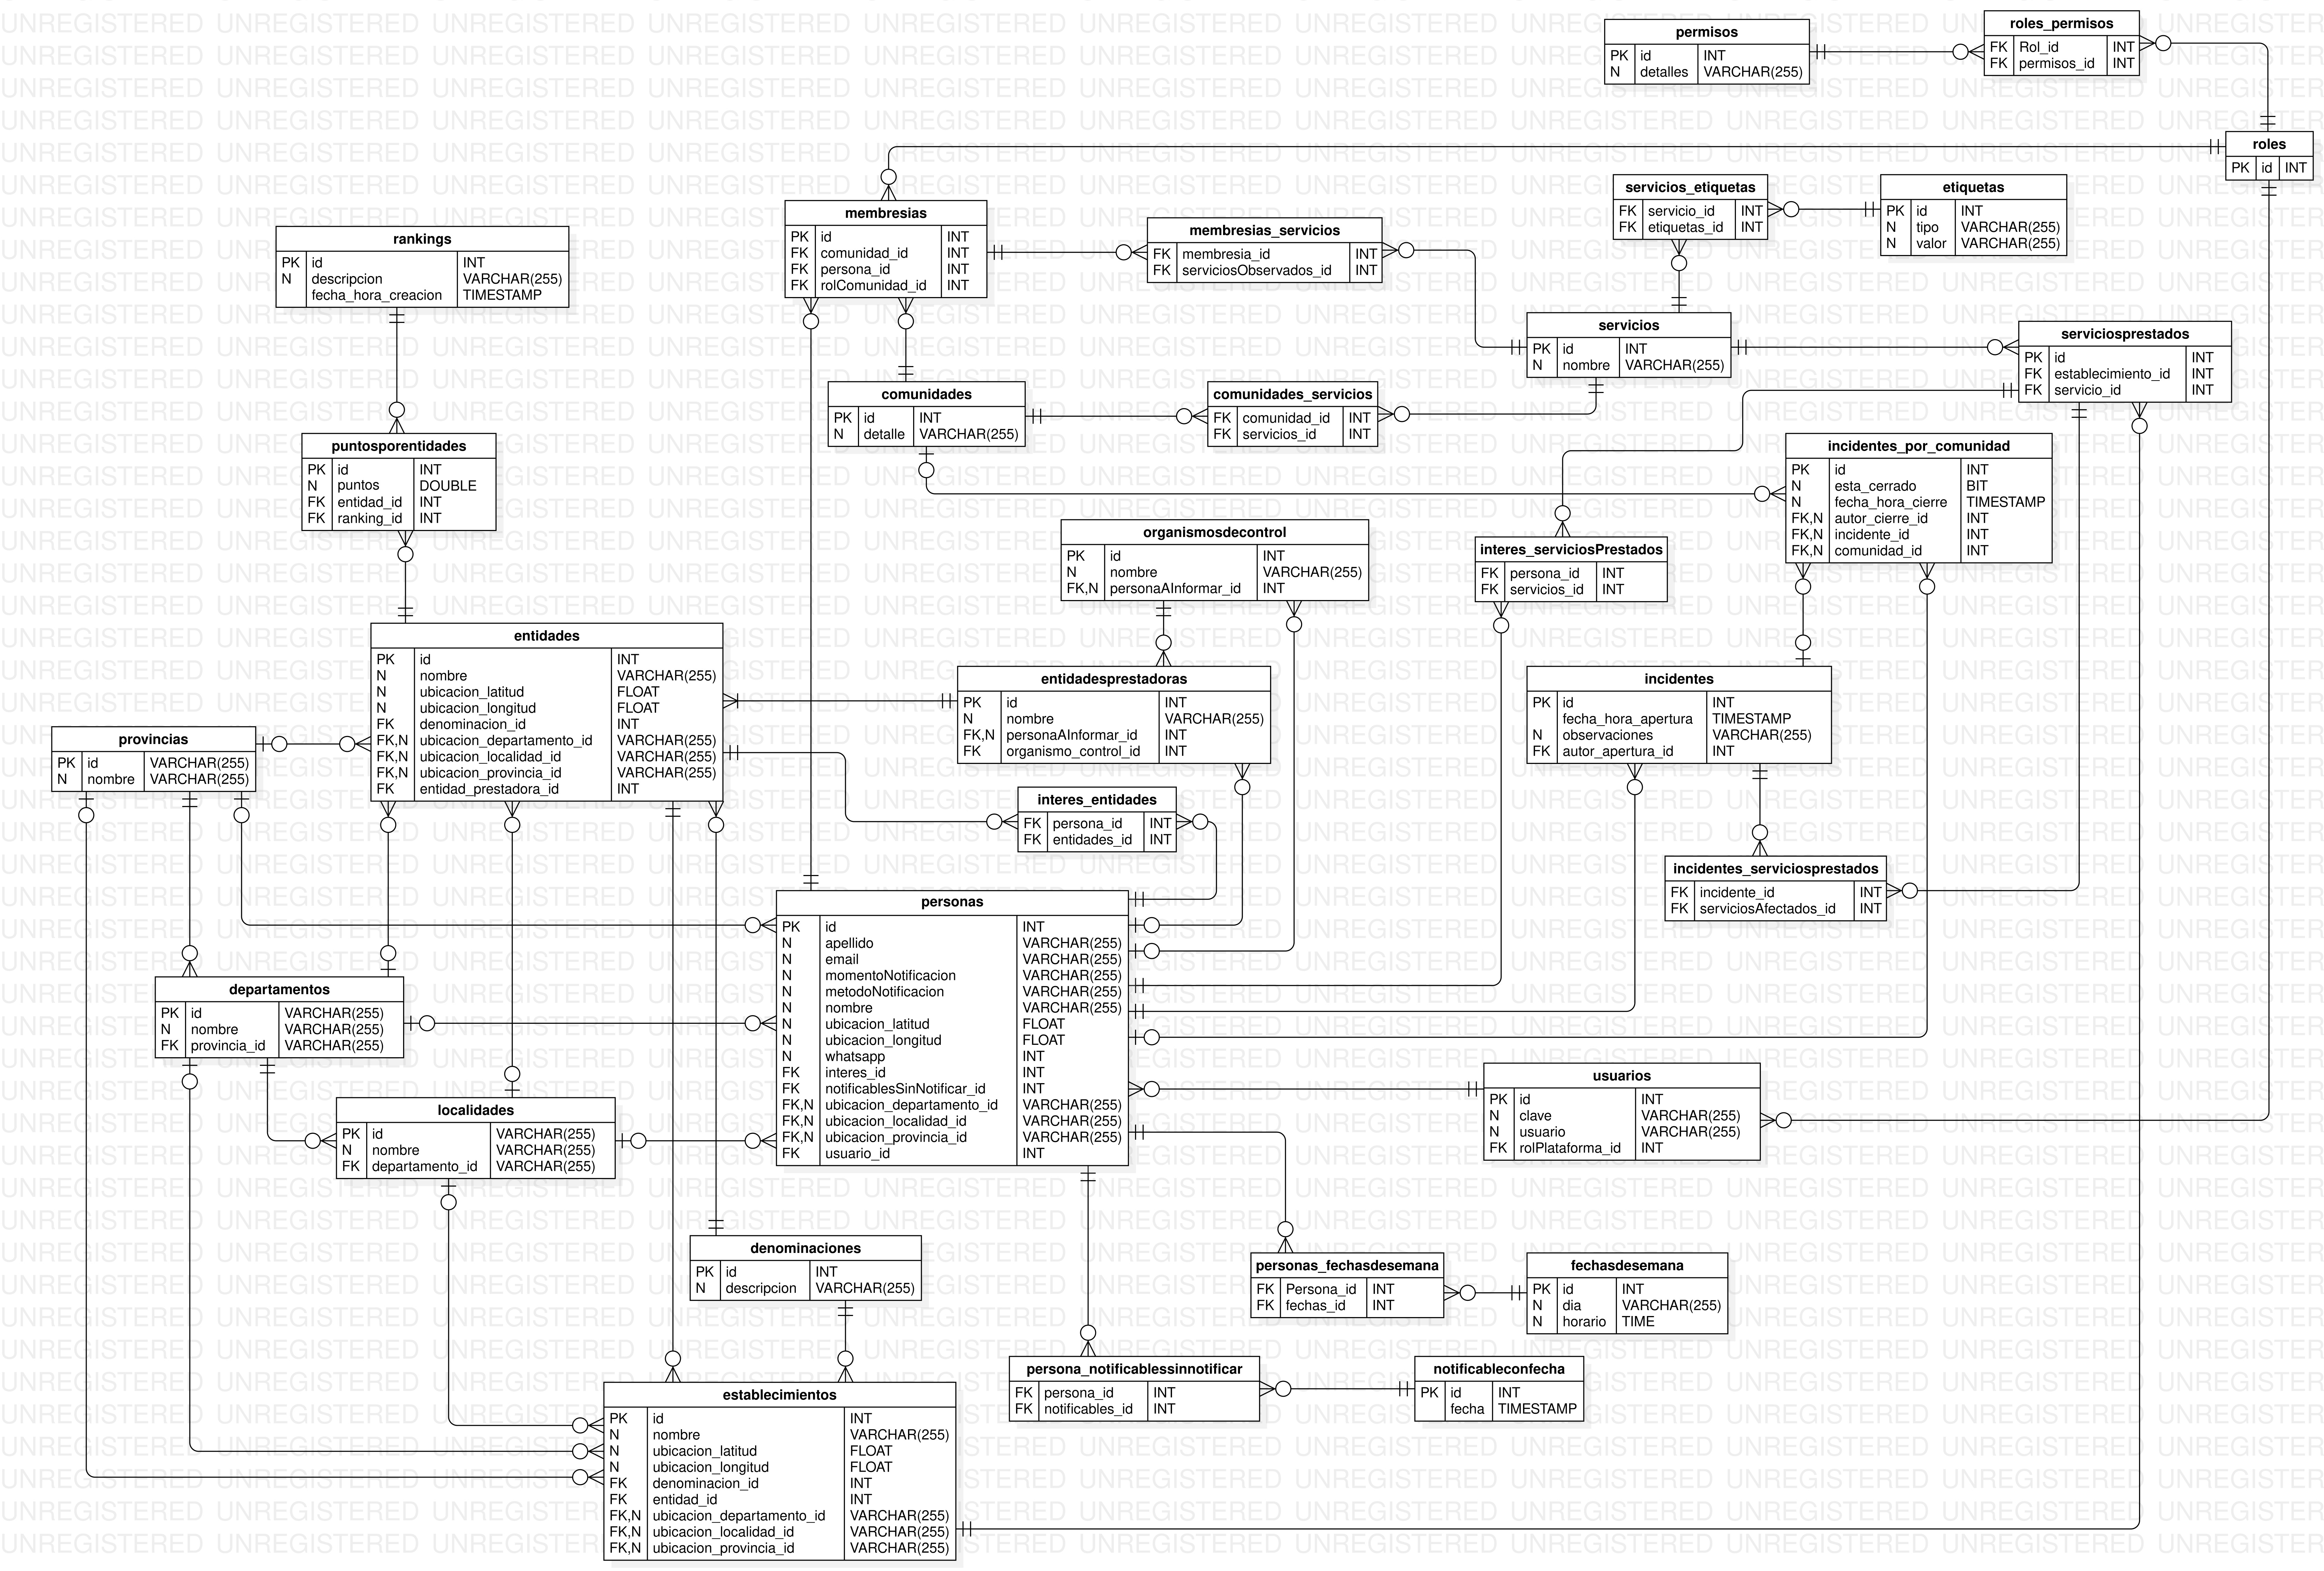 permisos
PK id INT
N detalles VARCHAR(255)
roles_permisos
FK Rol_id INT
FK permisos_id INT
roles
PK id INT
servicios_etiquetas
FK servicio_id INT
FK etiquetas_id INT
etiquetas
PK id INT
N tipo VARCHAR(255)
N valor VARCHAR(255)
membresias
PK id INT
FK comunidad_id INT
FK persona_id INT
FK rolComunidad_id INT
membresias_servicios
FK membresia_id INT
FK serviciosObservados_id INT
rankings
PK id INT
N descripcion VARCHAR(255)
fecha_hora_creacion TIMESTAMP
servicios
PK id INT
N nombre VARCHAR(255)
serviciosprestados
PK id INT
FK establecimiento_id INT
FK servicio_id INT
comunidades
PK id INT
N detalle VARCHAR(255)
comunidades_servicios
FK comunidad_id INT
FK servicios_id INT
puntosporentidades
PK id INT
N puntos DOUBLE
FK entidad_id INT
FK ranking_id INT
incidentes_por_comunidad
PK id INT
N esta_cerrado BIT
N fecha_hora_cierre TIMESTAMP
FK,N autor_cierre_id INT
FK,N incidente_id INT
FK,N comunidad_id INT
organismosdecontrol
PK id INT
N nombre VARCHAR(255)
FK,N personaAInformar_id INT
interes_serviciosPrestados
FK persona_id INT
FK servicios_id INT
entidades
PK id INT
N nombre VARCHAR(255)
N ubicacion_latitud FLOAT
N ubicacion_longitud FLOAT
FK denominacion_id INT
FK,N ubicacion_departamento_id VARCHAR(255)
FK,N ubicacion_localidad_id VARCHAR(255)
FK,N ubicacion_provincia_id VARCHAR(255)
FK entidad_prestadora_id INT
entidadesprestadoras
PK id INT
N nombre VARCHAR(255)
FK,N personaAInformar_id INT
FK organismo_control_id INT
incidentes
PK id INT
fecha_hora_apertura TIMESTAMP
N observaciones VARCHAR(255)
FK autor_apertura_id INT
provincias
PK id VARCHAR(255)
N nombre VARCHAR(255)
interes_entidades
FK persona_id INT
FK entidades_id INT
incidentes_serviciosprestados
FK incidente_id INT
FK serviciosAfectados_id INT
personas
PK id INT
N apellido VARCHAR(255)
N email VARCHAR(255)
N momentoNotificacion VARCHAR(255)
N metodoNotificacion VARCHAR(255)
N nombre VARCHAR(255)
N ubicacion_latitud FLOAT
N ubicacion_longitud FLOAT
N whatsapp INT
FK interes_id INT
FK notificablesSinNotificar_id INT
FK,N ubicacion_departamento_id VARCHAR(255)
FK,N ubicacion_localidad_id VARCHAR(255)
FK,N ubicacion_provincia_id VARCHAR(255)
FK usuario_id INT
departamentos
PK id VARCHAR(255)
N nombre VARCHAR(255)
FK provincia_id VARCHAR(255)
usuarios
PK id INT
N clave VARCHAR(255)
N usuario VARCHAR(255)
FK rolPlataforma_id INT
localidades
PK id VARCHAR(255)
N nombre VARCHAR(255)
FK departamento_id VARCHAR(255)
denominaciones
PK id INT
N descripcion VARCHAR(255)
personas_fechasdesemana
FK Persona_id INT
FK fechas_id INT
fechasdesemana
PK id INT
N dia VARCHAR(255)
N horario TIME
persona_notificablessinnotificar
FK persona_id INT
FK notificables_id INT
notificableconfecha
PK id INT
fecha TIMESTAMP
establecimientos
PK id INT
N nombre VARCHAR(255)
N ubicacion_latitud FLOAT
N ubicacion_longitud FLOAT
FK denominacion_id INT
FK entidad_id INT
FK,N ubicacion_departamento_id VARCHAR(255)
FK,N ubicacion_localidad_id VARCHAR(255)
FK,N ubicacion_provincia_id VARCHAR(255)
UNREGISTERED